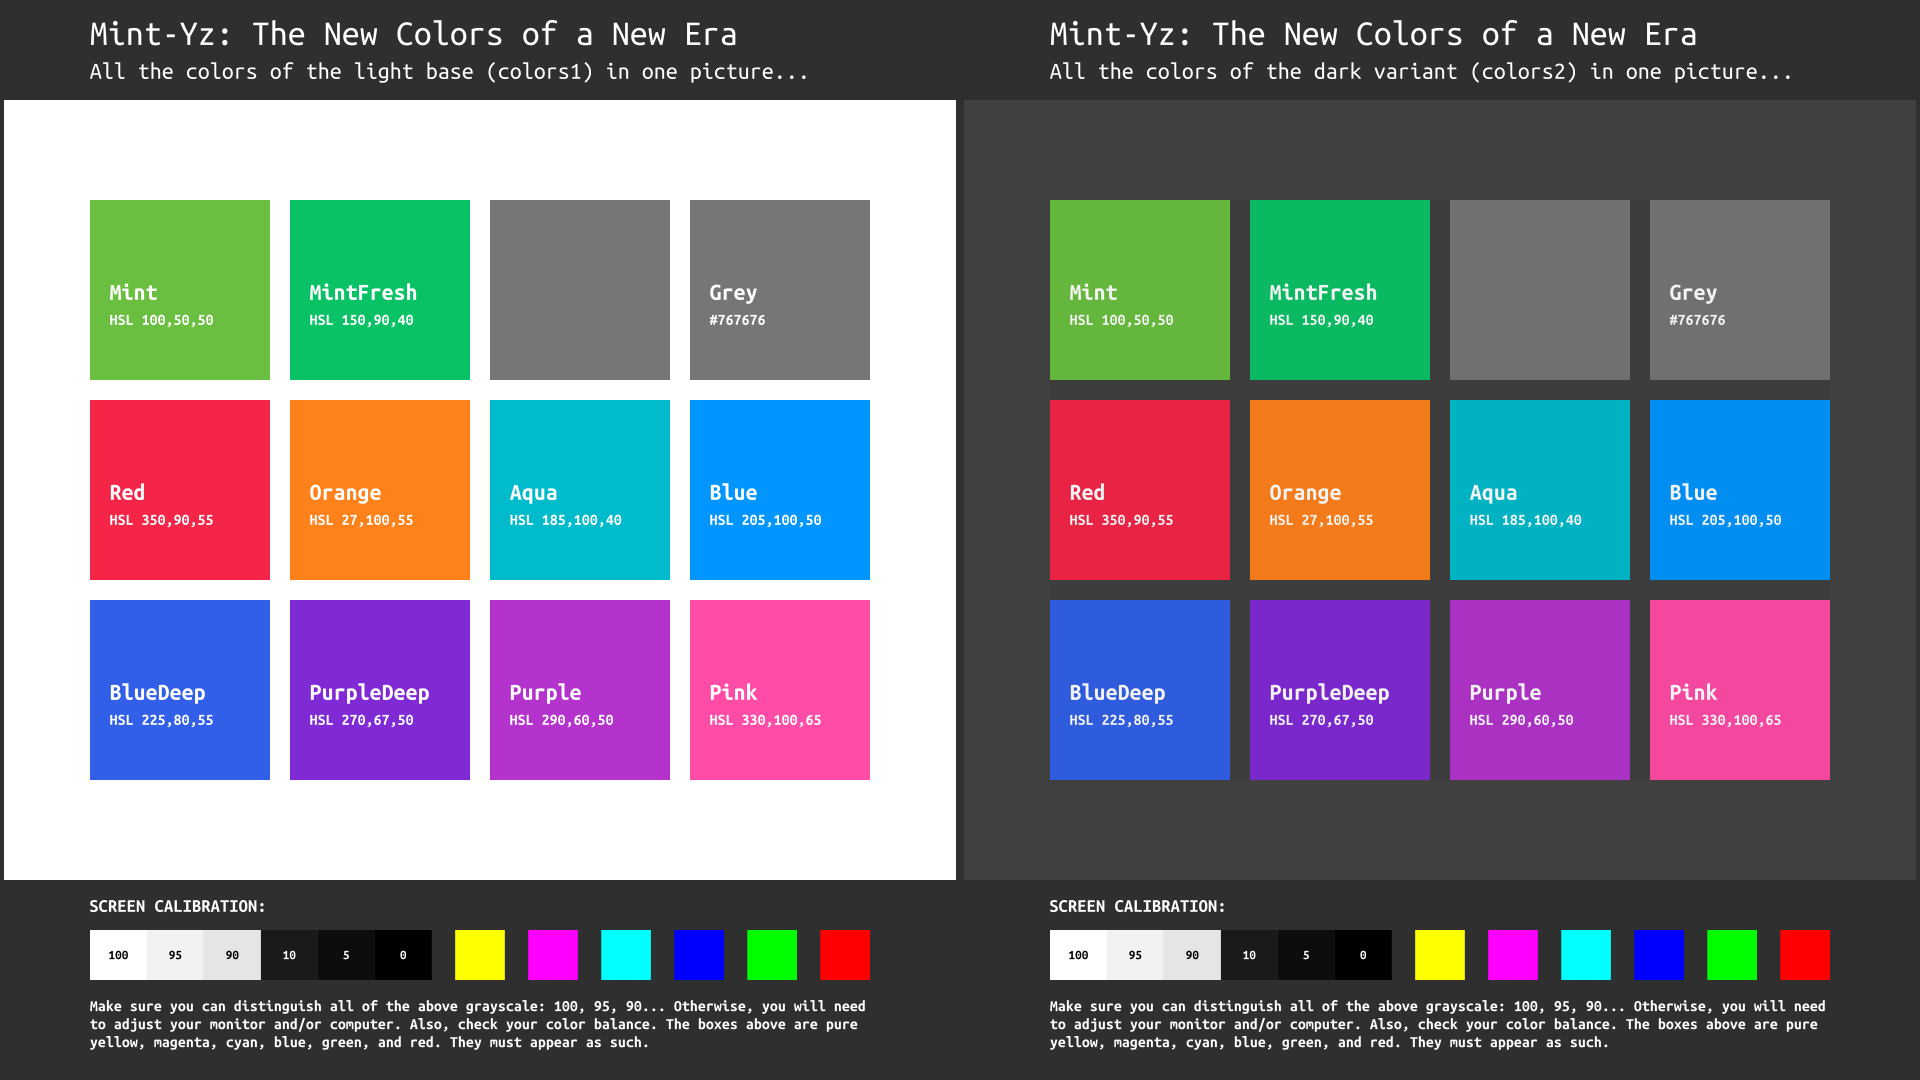 Mint-Yz: The New Colors of a New Era
All the colors of the light base (colors1) in one picture...
Mint
HSL 100,50,50
MintFresh
HSL 150,90,40
Grey
#767676
Red
HSL 350,90,55
Orange
HSL 27,100,55
Aqua
HSL 185,100,40
Blue
HSL 205,100,50
BlueDeep
HSL 225,80,55
PurpleDeep
HSL 270,67,50
Purple
HSL 290,60,50
Pink
HSL 330,100,65
SCREEN CALIBRATION:
100 95 90 10 5 0
Make sure you can distinguish all of the above grayscale: 100, 95, 90... Otherwise, you will need
to adjust your monitor and/or computer. Also, check your color balance. The boxes above are pure
yellow, magenta, cyan, blue, green, and red. They must appear as such.
Mint-Yz: The New Colors of a New Era
All the colors of the dark variant (colors2) in one picture...
Mint
HSL 100,50,50
MintFresh
HSL 150,90,40
Grey
#767676
Red
HSL 350,90,55
Orange
HSL 27,100,55
Aqua
HSL 185,100,40
Blue
HSL 205,100,50
BlueDeep
HSL 225,80,55
PurpleDeep
HSL 270,67,50
Purple
HSL 290,60,50
Pink
HSL 330,100,65
SCREEN CALIBRATION:
100 95 90 10 5 0
Make sure you can distinguish all of the above grayscale: 100, 95, 90... Otherwise, you will need
to adjust your monitor and/or computer. Also, check your color balance. The boxes above are pure
yellow, magenta, cyan, blue, green, and red. They must appear as such.